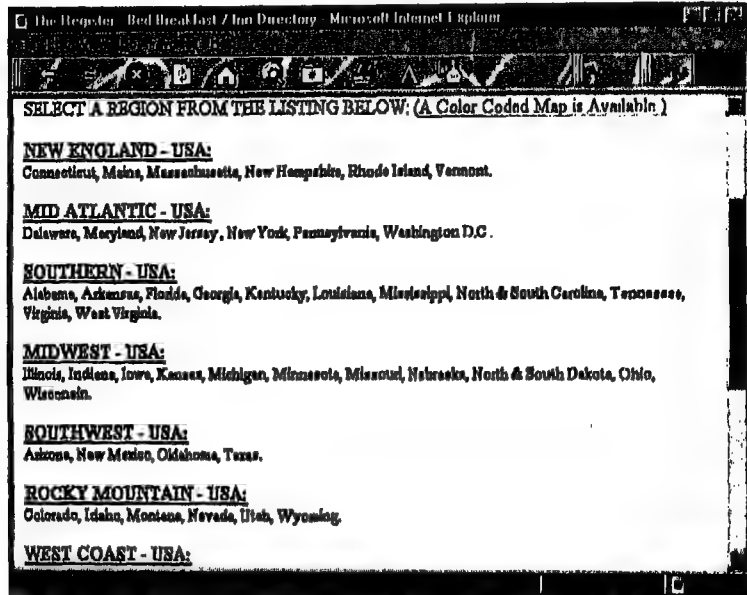 The Register - Bed Breakfast / Inn Directory - Microsoft Internet Explorer
SELECT A REGION FROM THE LISTING BELOW: (A Color Coded Map is Available )
NEW ENGLAND - USA:
Connecticut, Maine, Massachusetts, New Hampshire, Rhode Island, Vermont.
MID ATLANTIC - USA:
Delaware, Maryland, New Jersey , New York, Pennsylvania, Washington D.C .
SOUTHERN - USA:
Alabama, Arkansas, Florida, Georgia, Kentucky, Louisiana, Mississippi, North & South Carolina, Tennessee,
Virginia, West Virginia.
MIDWEST - USA:
Illinois, Indiana, Iowa, Kansas, Michigan, Minnesota, Missouri, Nebraska, North & South Dakota, Ohio,
Wisconsin.
SOUTHWEST - USA:
Arizona, New Mexico, Oklahoma, Texas.
ROCKY MOUNTAIN - USA:
Colorado, Idaho, Montana, Nevada, Utah, Wyoming.
WEST COAST - USA: